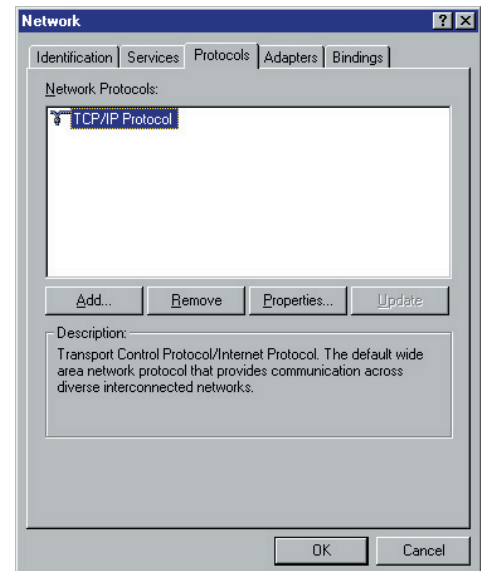 Network
Identification Services Protocols Adapters Bindings
Network Protocols:
TCP/IP Protocol
Add... Remove Properties... Update
Description:
Transport Control Protocol/Internet Protocol. The default wide
area network protocol that provides communication across
diverse interconnected networks.
OK Cancel